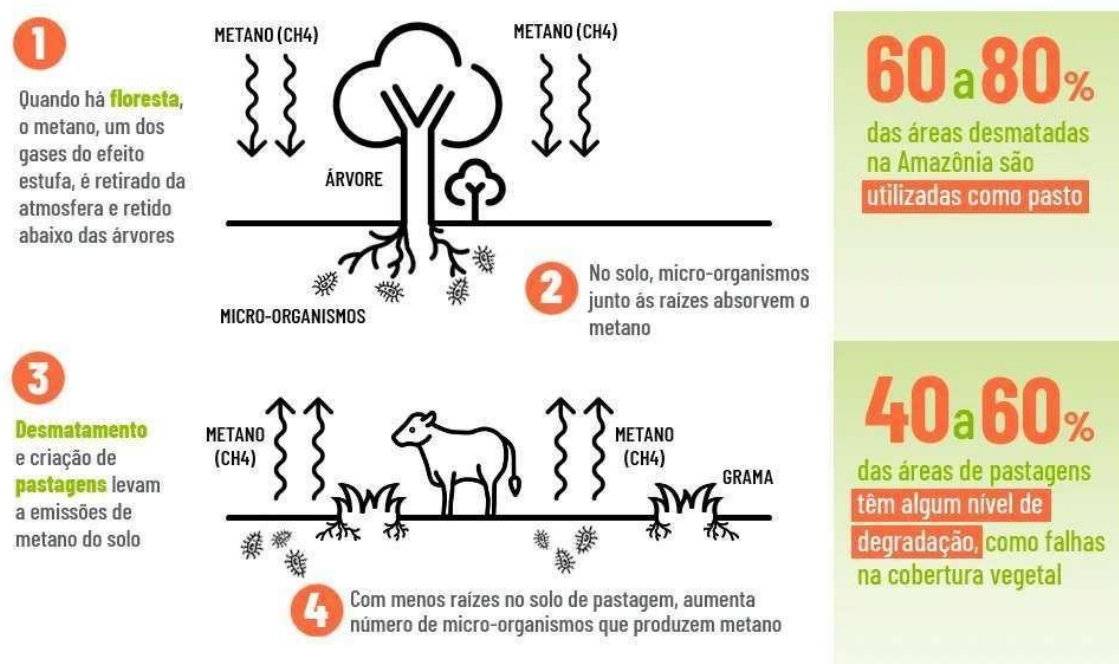 1
Quando há floresta,
o metano, um dos
gases do efeito
estufa, é retirado da
atmosfera e retido
abaixo das árvores
METANO (CH4)
METANO (CH4)
ÁRVORE
MICRO-ORGANISMOS
2
No solo, micro-organismos
junto ás raízes absorvem o
metano
60 a 80%
das áreas desmatadas
na Amazônia são
utilizadas como pasto
3
Desmatamento
e criação de
pastagens levam
a emissões de
metano do solo
METANO
(CH4)
METANO
(CH4)
GRAMA
4
Com menos raízes no solo de pastagem, aumenta
número de micro-organismos que produzem metano
40 a 60%
das áreas de pastagens
têm algum nível de
degradação, como falhas
na cobertura vegetal